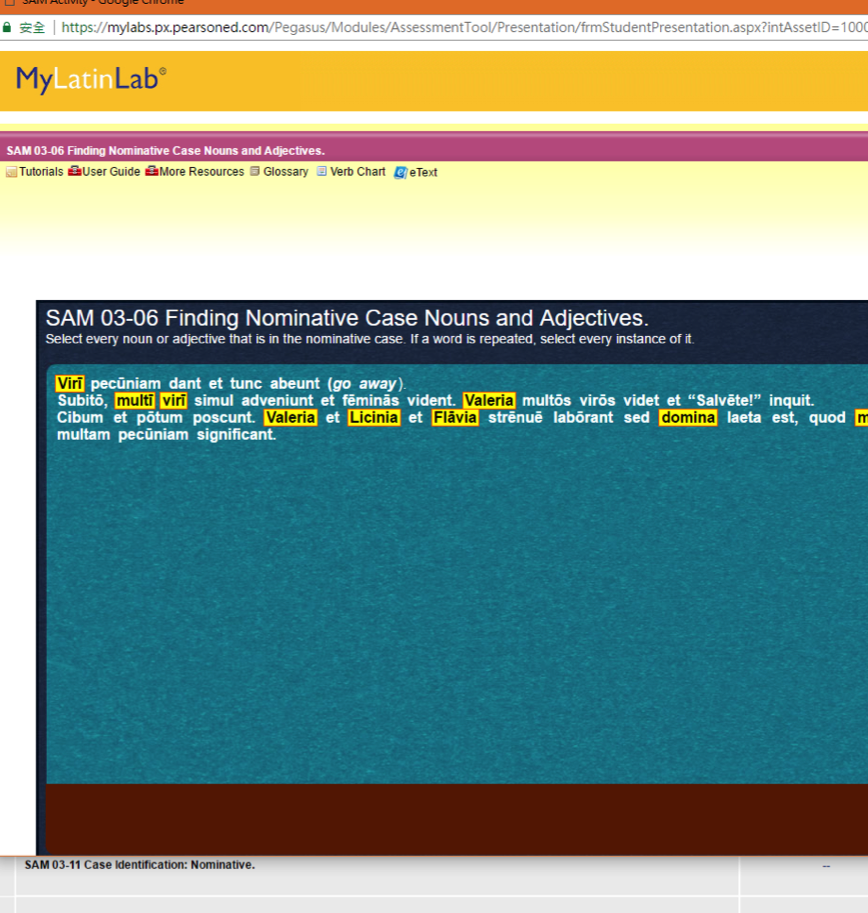 SAM Activity - Google Chrome
安全 | https://mylabs.px.pearsoned.com/Pegasus/Modules/AssessmentTool/Presentation/frmStudentPresentation.aspx?intAssetID=1000
MyLatinLab®
SAM 03-06 Finding Nominative Case Nouns and Adjectives.
Tutorials User Guide More Resources Glossary Verb Chart eText
SAM 03-06 Finding Nominative Case Nouns and Adjectives.
Select every noun or adjective that is in the nominative case. If a word is repeated, select every instance of it.
Virī pecūniam dant et tunc abeunt (go away).
Subitō, multī virī simul adveniunt et fēminās vident. Valeria multōs virōs videt et “Salvēte!” inquit.
Cibum et pōtum poscunt. Valeria et Licinia et Flāvia strēnuē labōrant sed domina laeta est, quod
multam pecūniam significant.
SAM 03-11 Case Identification: Nominative.
--